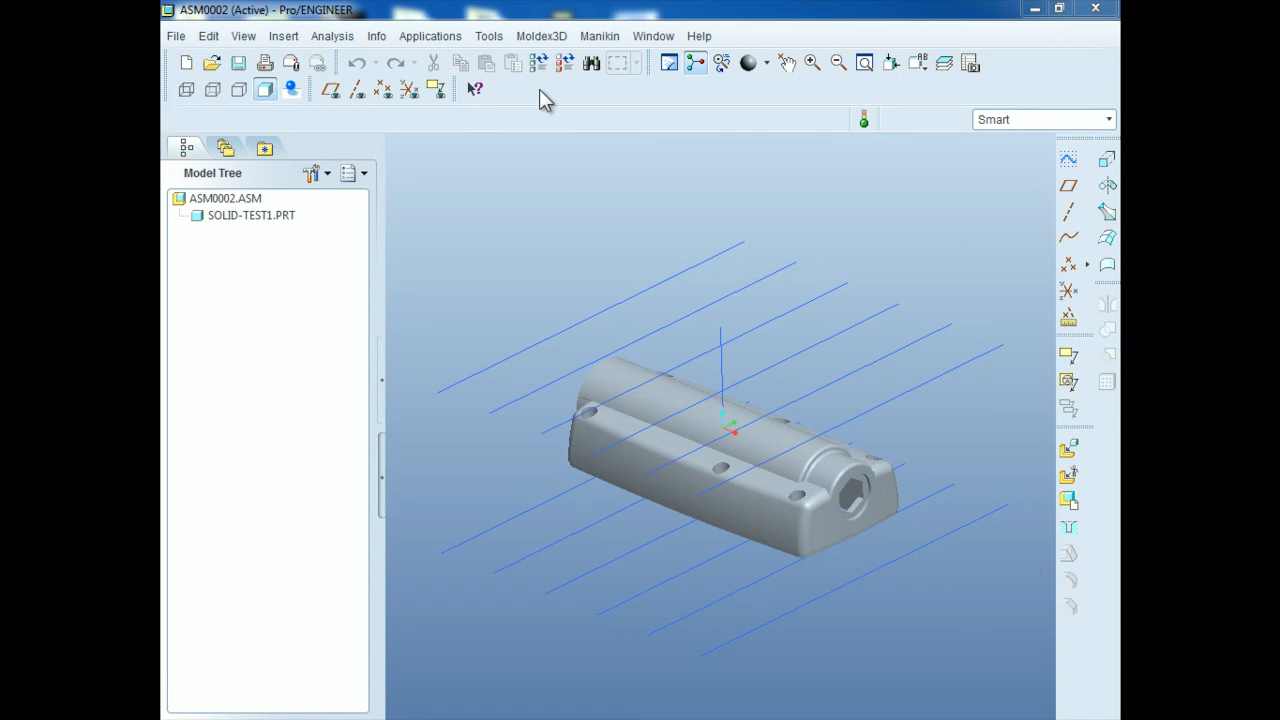 ASM0002 (Active) - Pro/ENGINEER
File Edit View Insert Analysis Info Applications Tools Moldex3D Manikin Window Help
Smart
Model Tree
ASM0002.ASM
SOLID-TEST1.PRT